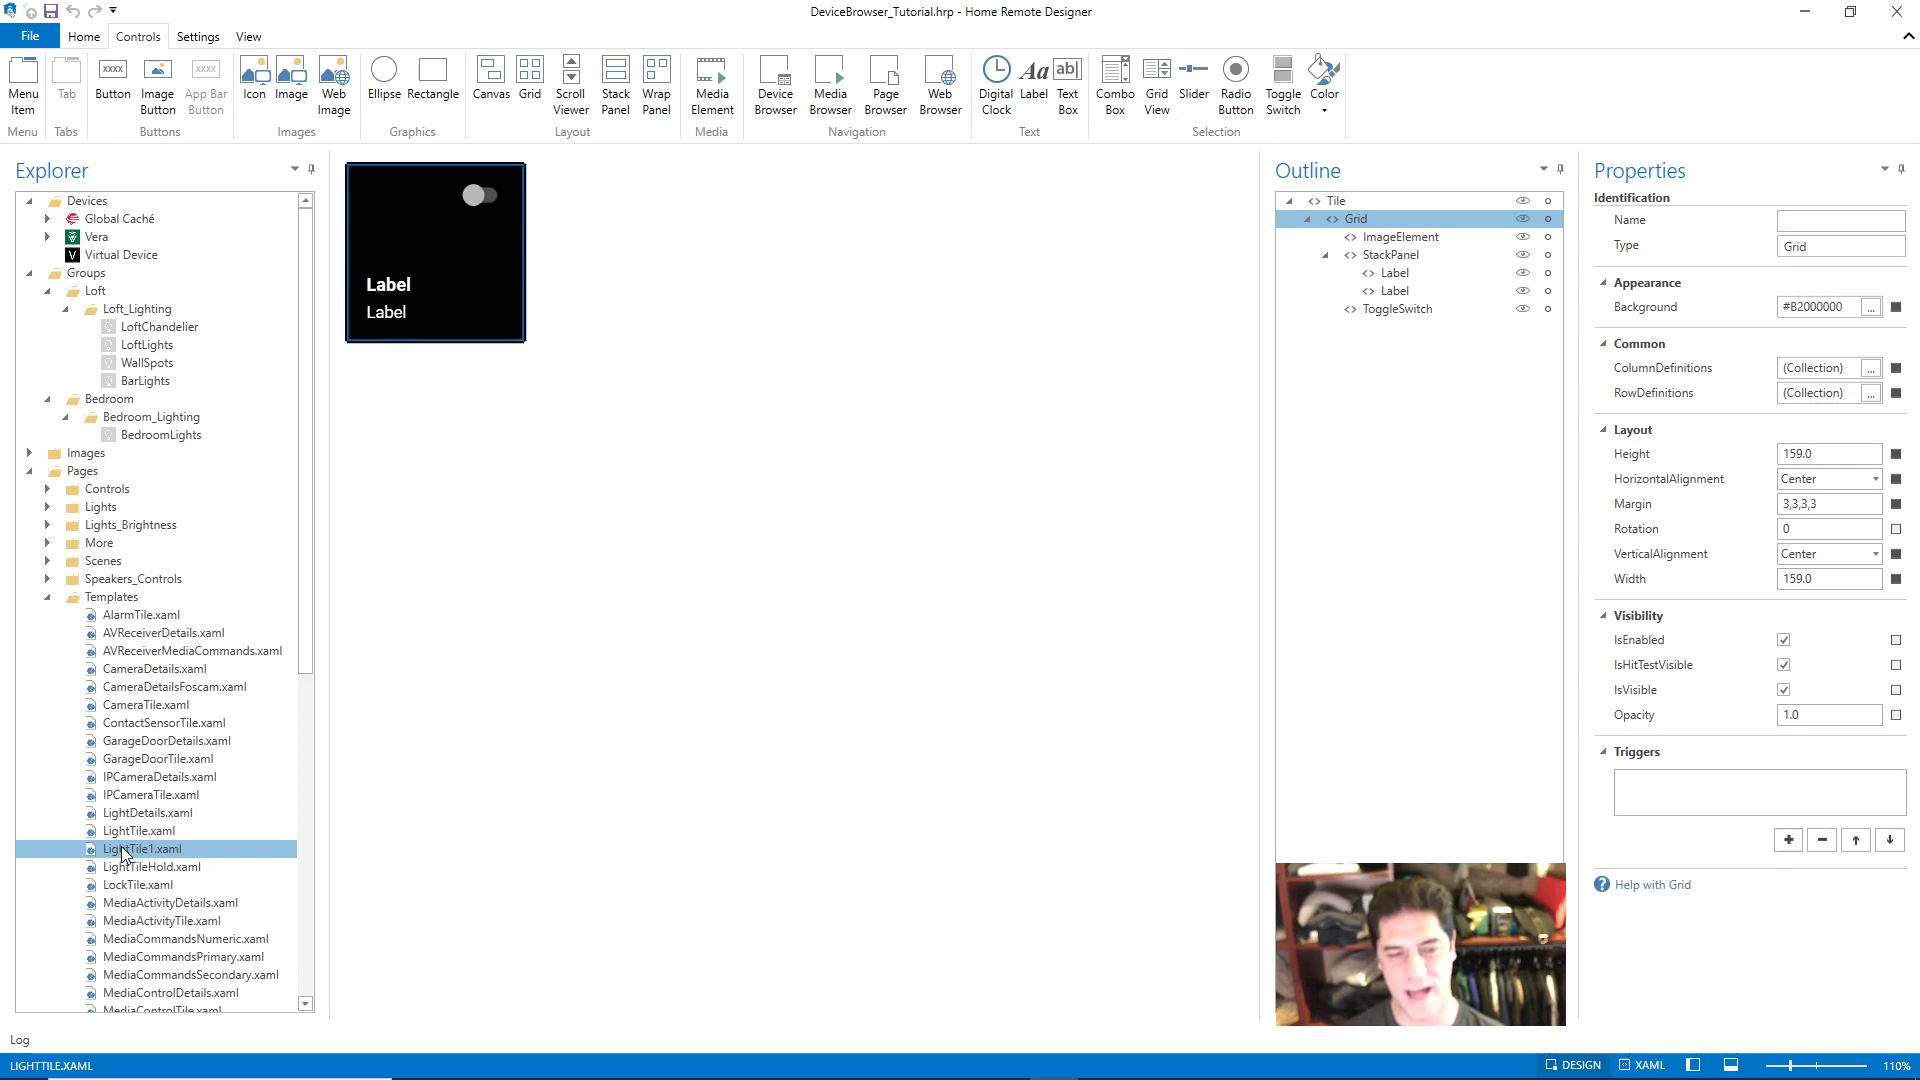 DeviceBrowser_Tutorial.hrp - Home Remote Designer
File Home Controls Settings View
Menu Item
Tab
xxxx Button
Image Button
xxxx App Bar Button
Icon
Image
Web Image
Ellipse
Rectangle
Canvas
Grid
Scroll Viewer
Stack Panel
Wrap Panel
Media Element
Device Browser
Media Browser
Page Browser
Web Browser
Digital Clock
Aa Label
ab| Text Box
Combo Box
Grid View
Slider
Radio Button
Toggle Switch
Color
Menu Tabs Buttons Images Graphics Layout Media Navigation Text Selection
Explorer
Devices
Global Caché
Vera
V Virtual Device
Groups
Loft
Loft_Lighting
LoftChandelier
LoftLights
WallSpots
BarLights
Bedroom
Bedroom_Lighting
BedroomLights
Images
Pages
Controls
Lights
Lights_Brightness
More
Scenes
Speakers_Controls
Templates
AlarmTile.xaml
AVReceiverDetails.xaml
AVReceiverMediaCommands.xaml
CameraDetails.xaml
CameraDetailsFoscam.xaml
CameraTile.xaml
ContactSensorTile.xaml
GarageDoorDetails.xaml
GarageDoorTile.xaml
IPCameraDetails.xaml
IPCameraTile.xaml
LightDetails.xaml
LightTile.xaml
LightTile1.xaml
LightTileHold.xaml
LockTile.xaml
MediaActivityDetails.xaml
MediaActivityTile.xaml
MediaCommandsNumeric.xaml
MediaCommandsPrimary.xaml
MediaCommandsSecondary.xaml
MediaControlDetails.xaml
MediaControlTile.xaml
Label
Label
Outline
<> Tile
<> Grid
<> ImageElement
<> StackPanel
<> Label
<> Label
<> ToggleSwitch
Properties
Identification
Name
Type Grid
Appearance
Background #B2000000 ...
Common
ColumnDefinitions (Collection) ...
RowDefinitions (Collection) ...
Layout
Height 159.0
HorizontalAlignment Center
Margin 3,3,3,3
Rotation 0
VerticalAlignment Center
Width 159.0
Visibility
IsEnabled
IsHitTestVisible
IsVisible
Opacity 1.0
Triggers
? Help with Grid
Log
LIGHTTILE.XAML
DESIGN XAML 110%